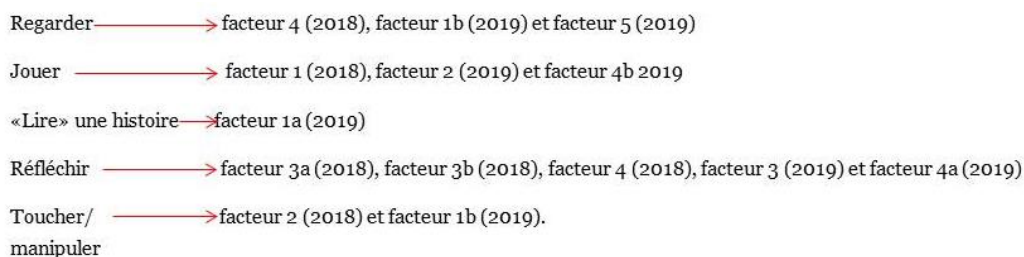 Regarder facteur 4 (2018), facteur 1b (2019) et facteur 5 (2019)
Jouer facteur 1 (2018), facteur 2 (2019) et facteur 4b 2019
«Lire» une histoire facteur 1a (2019)
Réfléchir facteur 3a (2018), facteur 3b (2018), facteur 4 (2018), facteur 3 (2019) et facteur 4a (2019)
Toucher/ facteur 2 (2018) et facteur 1b (2019).
manipuler